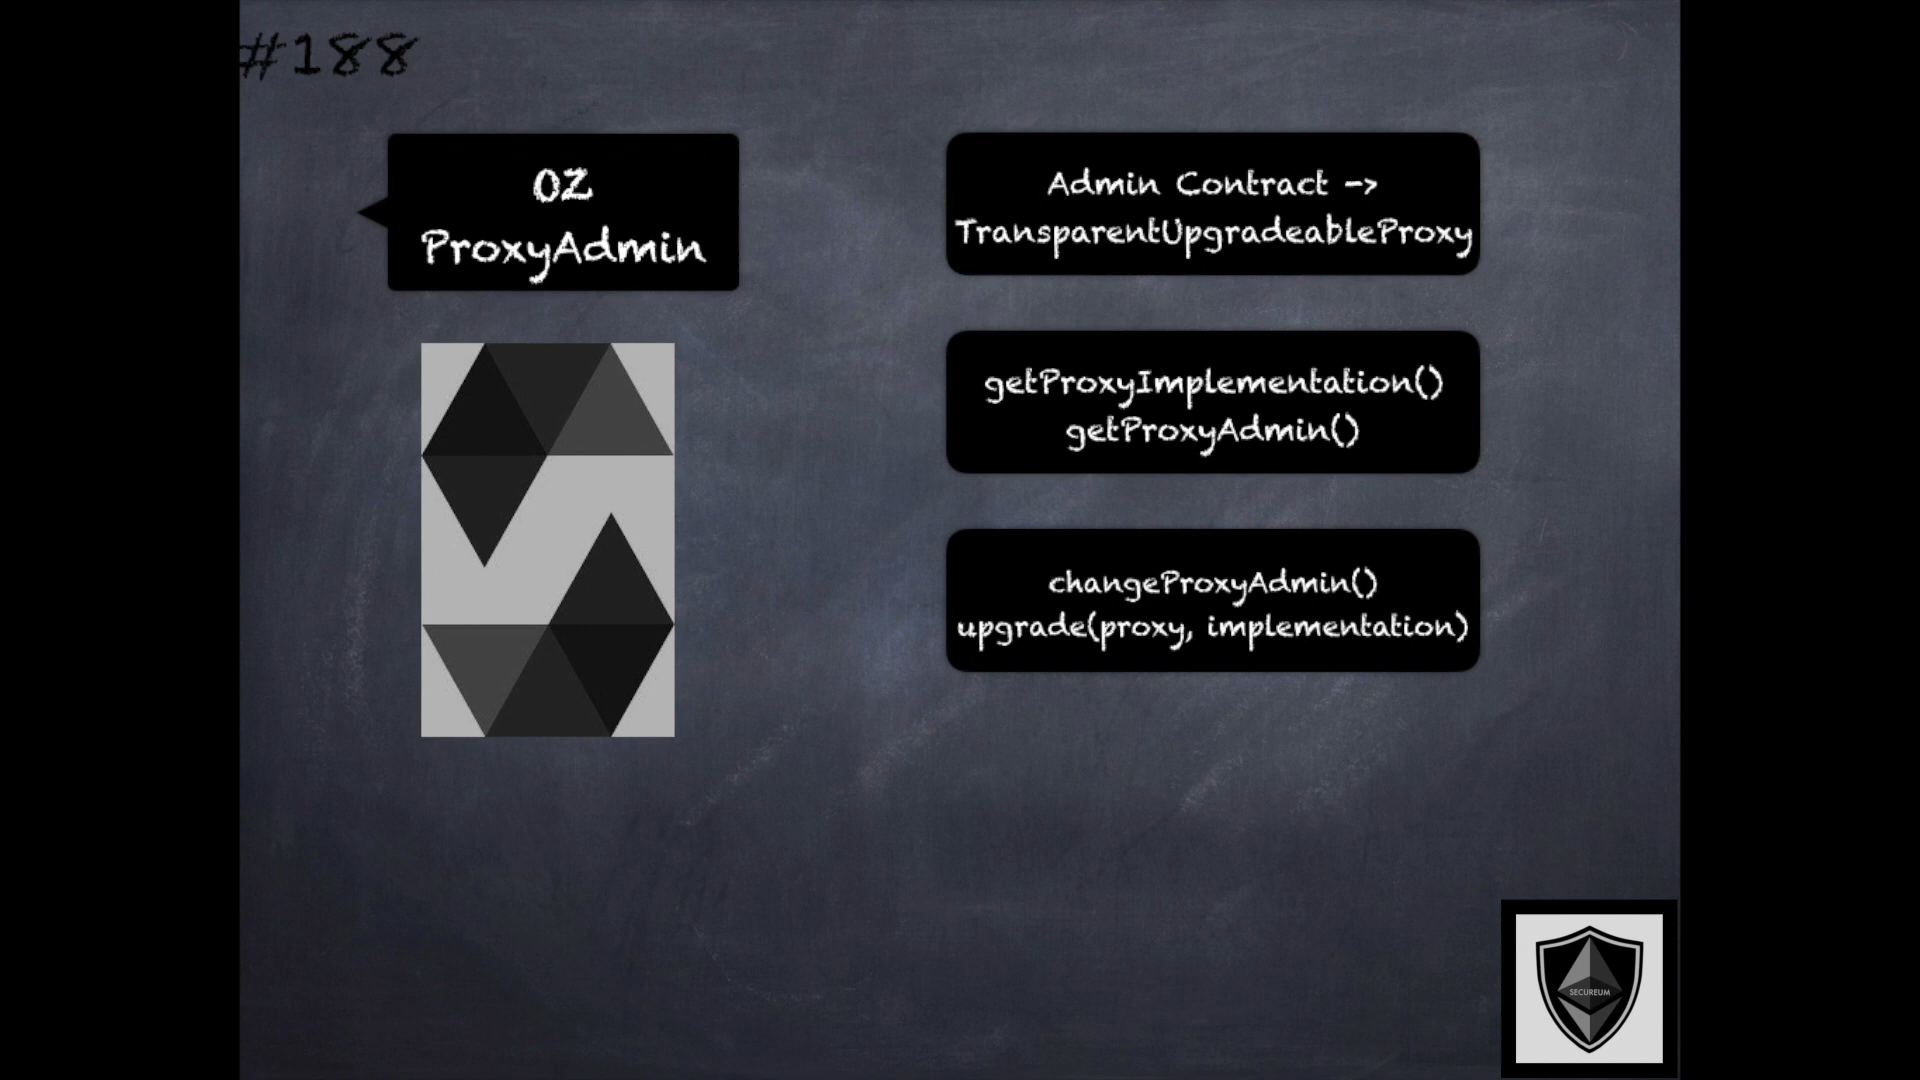 #188
OZ
ProxyAdmin
Admin Contract ->
TransparentUpgradeableProxy
getProxyImplementation()
getProxyAdmin()
changeProxyAdmin()
upgrade(proxy, implementation)
SECUREUM